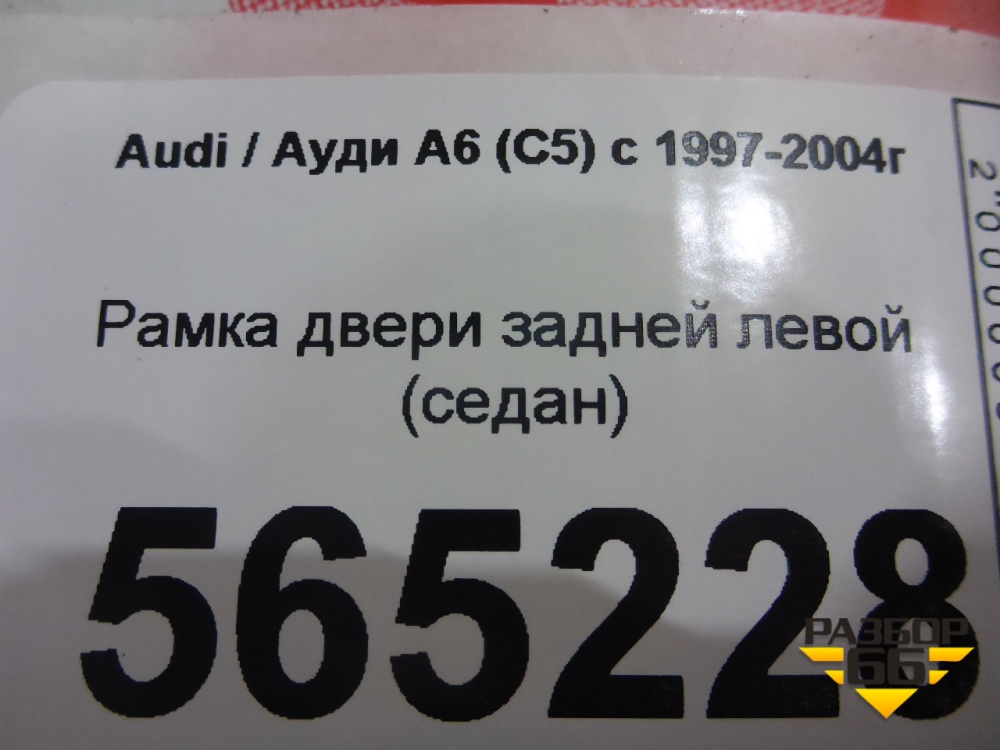 Audi / Ауди А6 (С5) с 1997-2004г
Рамка двери задней левой
(седан)
565228
РАЗБОР
66